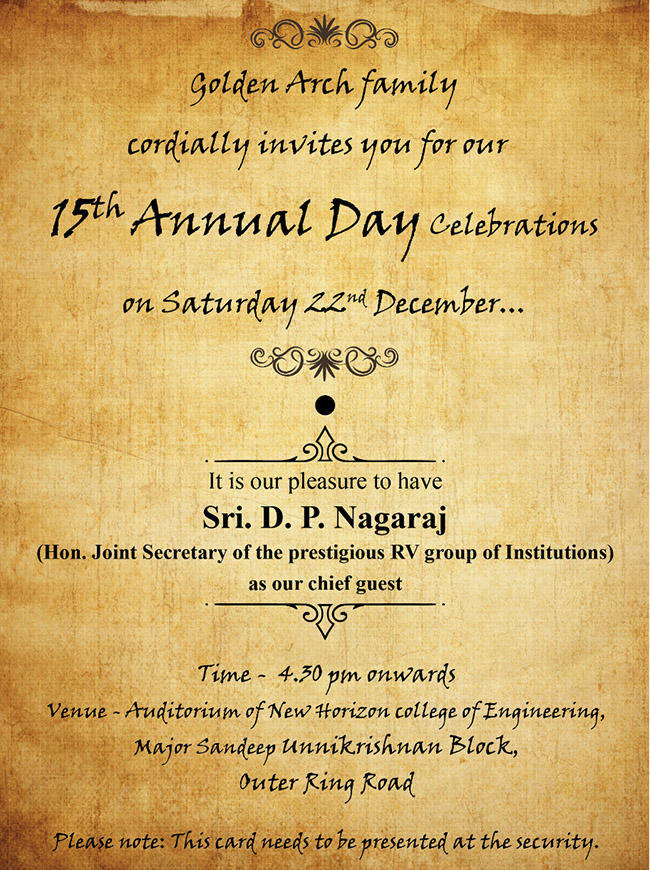 Golden Arch family
cordially invites you for our
15th Annual Day Celebrations
on Saturday 22nd December...
It is our pleasure to have
Sri. D. P. Nagaraj
(Hon. Joint Secretary of the prestigious RV group of Institutions)
as our chief guest
Time - 4.30 pm onwards
Venue - Auditorium of New Horizon college of Engineering,
Major Sandeep Unnikrishnan Block,
Outer Ring Road
Please note: This card needs to be presented at the security.